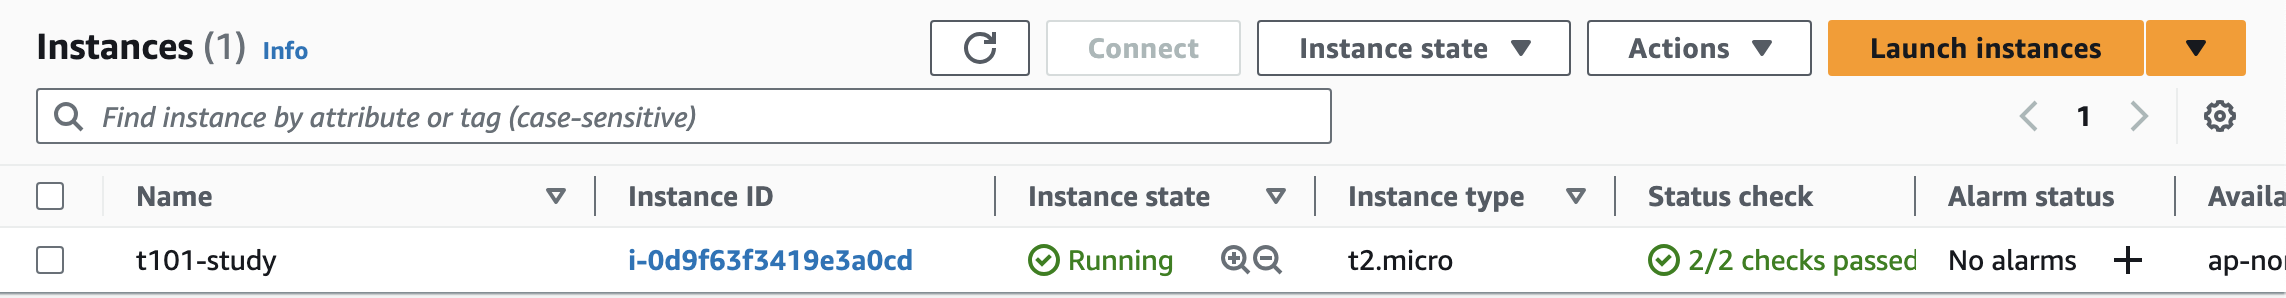 Instances (1) Info Connect Instance state Actions Launch instances
Find instance by attribute or tag (case-sensitive) 1
Name Instance ID Instance state Instance type Status check Alarm status Availa
t101-study i-0d9f63f3419e3a0cd Running t2.micro 2/2 checks passed No alarms ap-nor